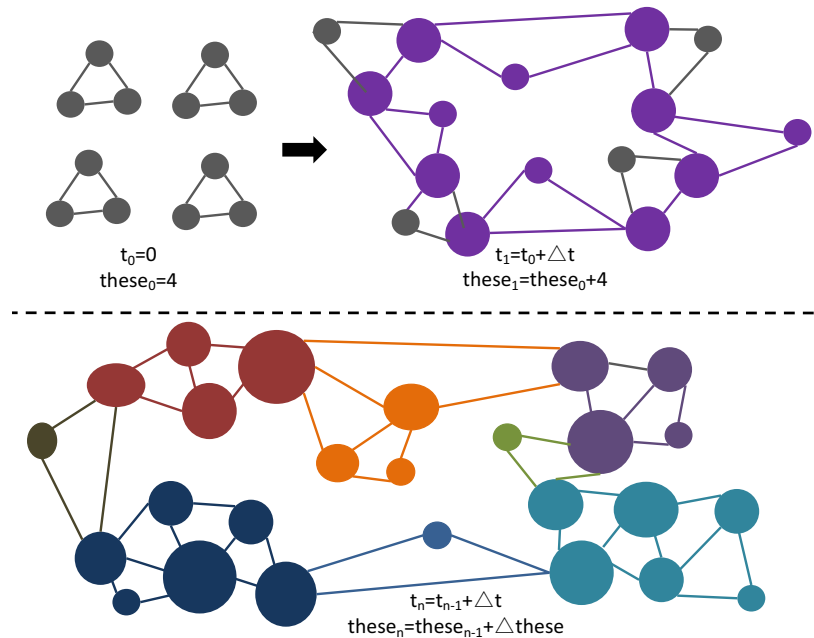 t₀=0
these₀=4
t₁=t₀+△t
these₁=these₀+4
tₙ=tₙ₋₁+△t
theseₙ=theseₙ₋₁+△these